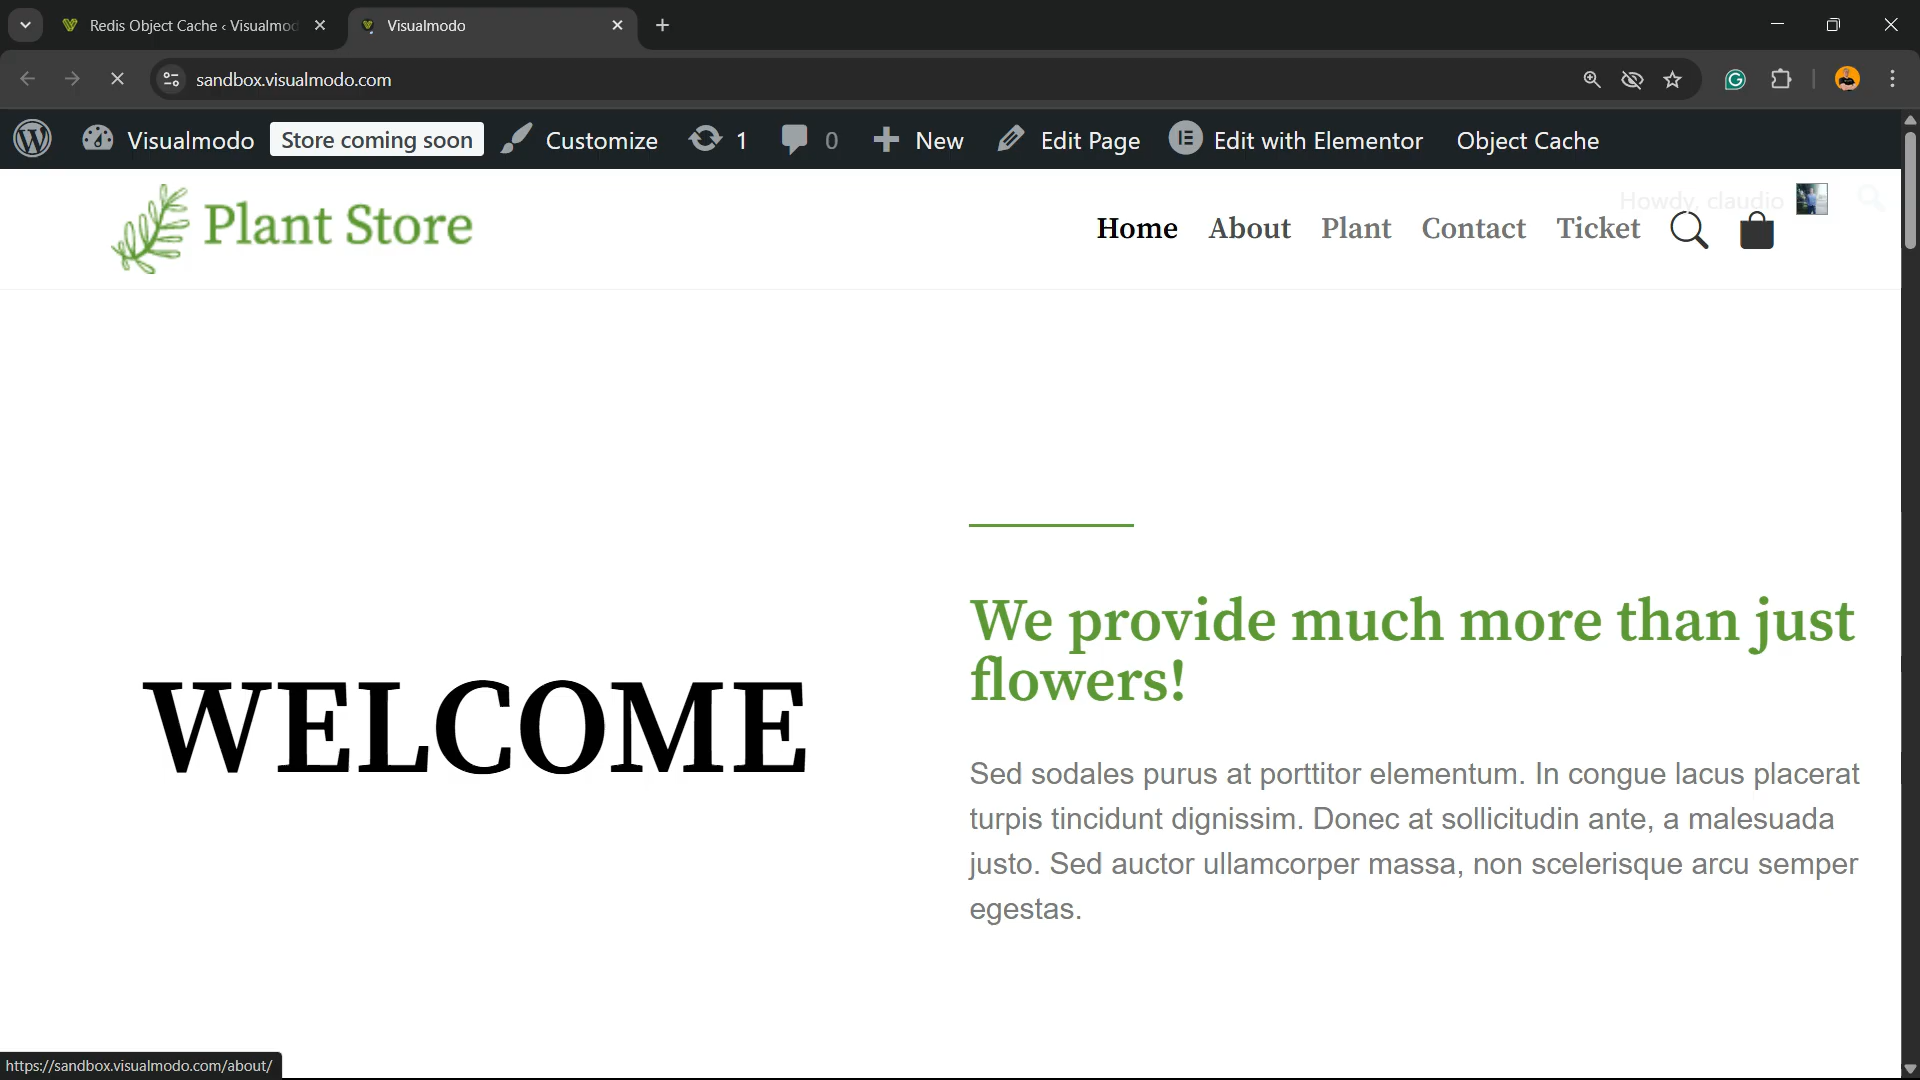 Redis Object Cache ‹ Visualmod
Visualmodo
sandbox.visualmodo.com
Visualmodo
Store coming soon
Customize
1
0
New
Edit Page
Edit with Elementor
Object Cache
Howdy, claudio
Plant Store
Home
About
Plant
Contact
Ticket
WELCOME
We provide much more than just
flowers!
Sed sodales purus at porttitor elementum. In congue lacus placerat
turpis tincidunt dignissim. Donec at sollicitudin ante, a malesuada
justo. Sed auctor ullamcorper massa, non scelerisque arcu semper
egestas.
https://sandbox.visualmodo.com/about/